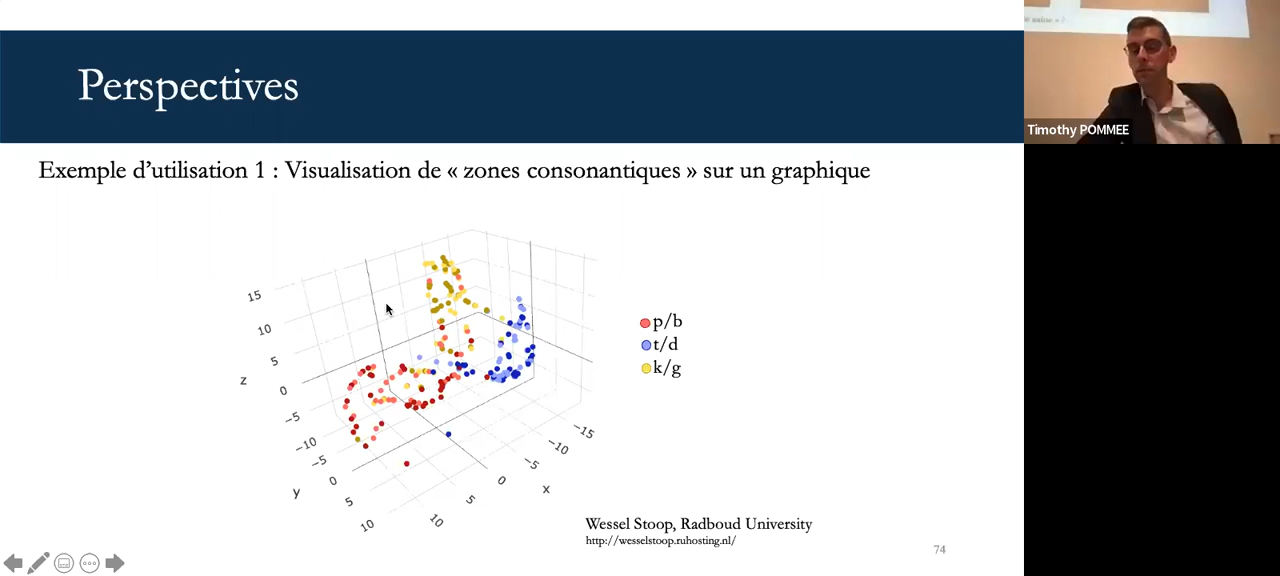 Perspectives
Timothy POMMEE
Exemple d’utilisation 1 : Visualisation de « zones consonantiques » sur un graphique
15
10
5
z
0
−5
−10
−5
y
0
5
10
10
5
0
x
−5
−10
−15
p/b
t/d
k/g
Wessel Stoop, Radboud University
http://wesselstoop.ruhosting.nl/
74